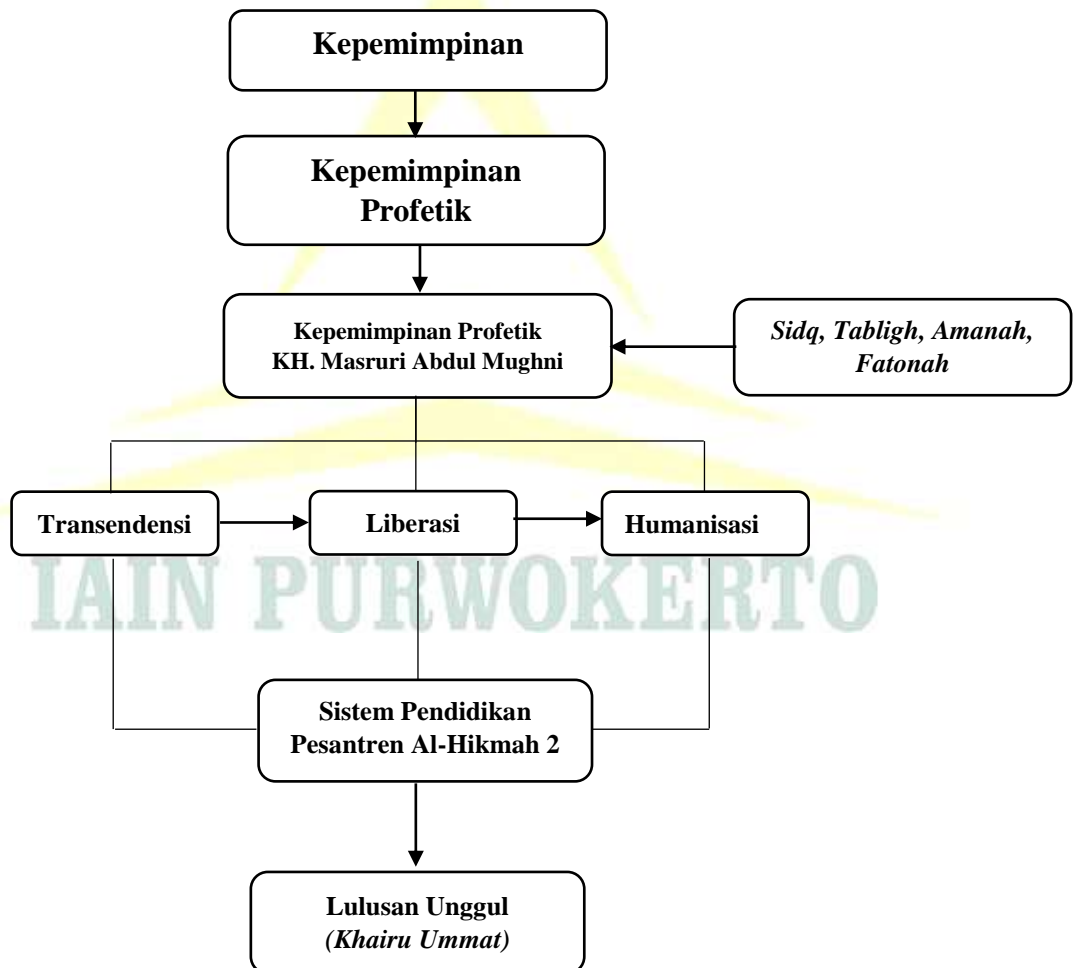 Kepemimpinan
Kepemimpinan
Profetik
Kepemimpinan Profetik
KH. Masruri Abdul Mughni
Sidq, Tabligh, Amanah,
Fatonah
Transendensi
Liberasi
Humanisasi
IAIN PURWOKERTO
Sistem Pendidikan
Pesantren Al-Hikmah 2
Lulusan Unggul
(Khairu Ummat)